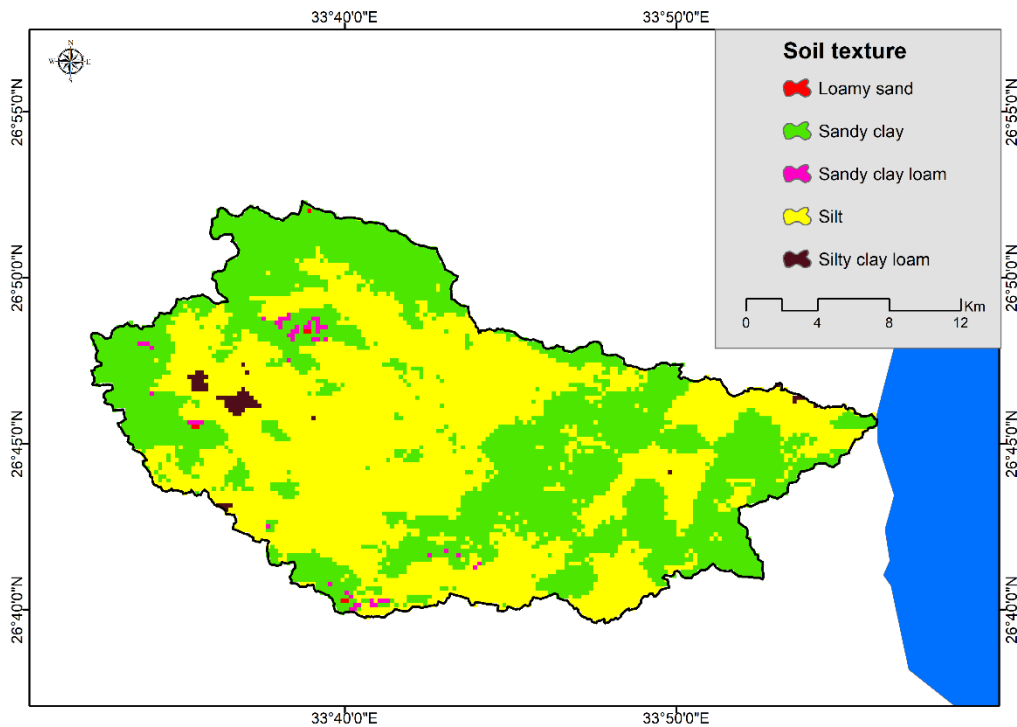 33°40'0"E 33°50'0"E
N
W E
S
Soil texture
Loamy sand
Sandy clay
Sandy clay loam
Silt
Silty clay loam
Km
0 4 8 12
26°55'0"N 26°55'0"N
26°50'0"N 26°50'0"N
26°45'0"N 26°45'0"N
26°40'0"N 26°40'0"N
33°40'0"E 33°50'0"E